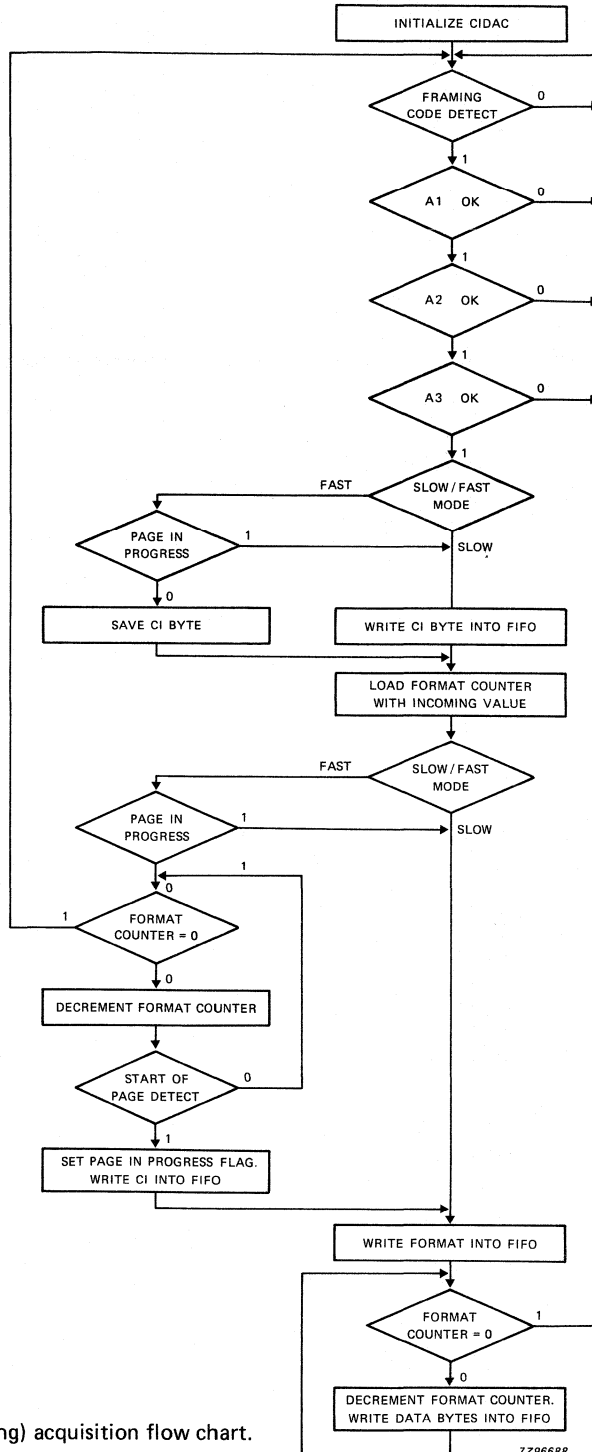 INITIALIZE CIDAC
FRAMING
CODE DETECT
0
1
A1 OK
0
1
A2 OK
0
1
A3 OK
0
1
SLOW / FAST
MODE
FAST
SLOW
PAGE IN
PROGRESS
1
0
SAVE CI BYTE
WRITE CI BYTE INTO FIFO
LOAD FORMAT COUNTER
WITH INCOMING VALUE
SLOW / FAST
MODE
FAST
SLOW
PAGE IN
PROGRESS
1
0
1
FORMAT
COUNTER = 0
1
0
DECREMENT FORMAT COUNTER
START OF
PAGE DETECT
0
1
SET PAGE IN PROGRESS FLAG.
WRITE CI INTO FIFO
WRITE FORMAT INTO FIFO
FORMAT
COUNTER = 0
1
0
DECREMENT FORMAT COUNTER.
WRITE DATA BYTES INTO FIFO
ng) acquisition flow chart.
7Z96688